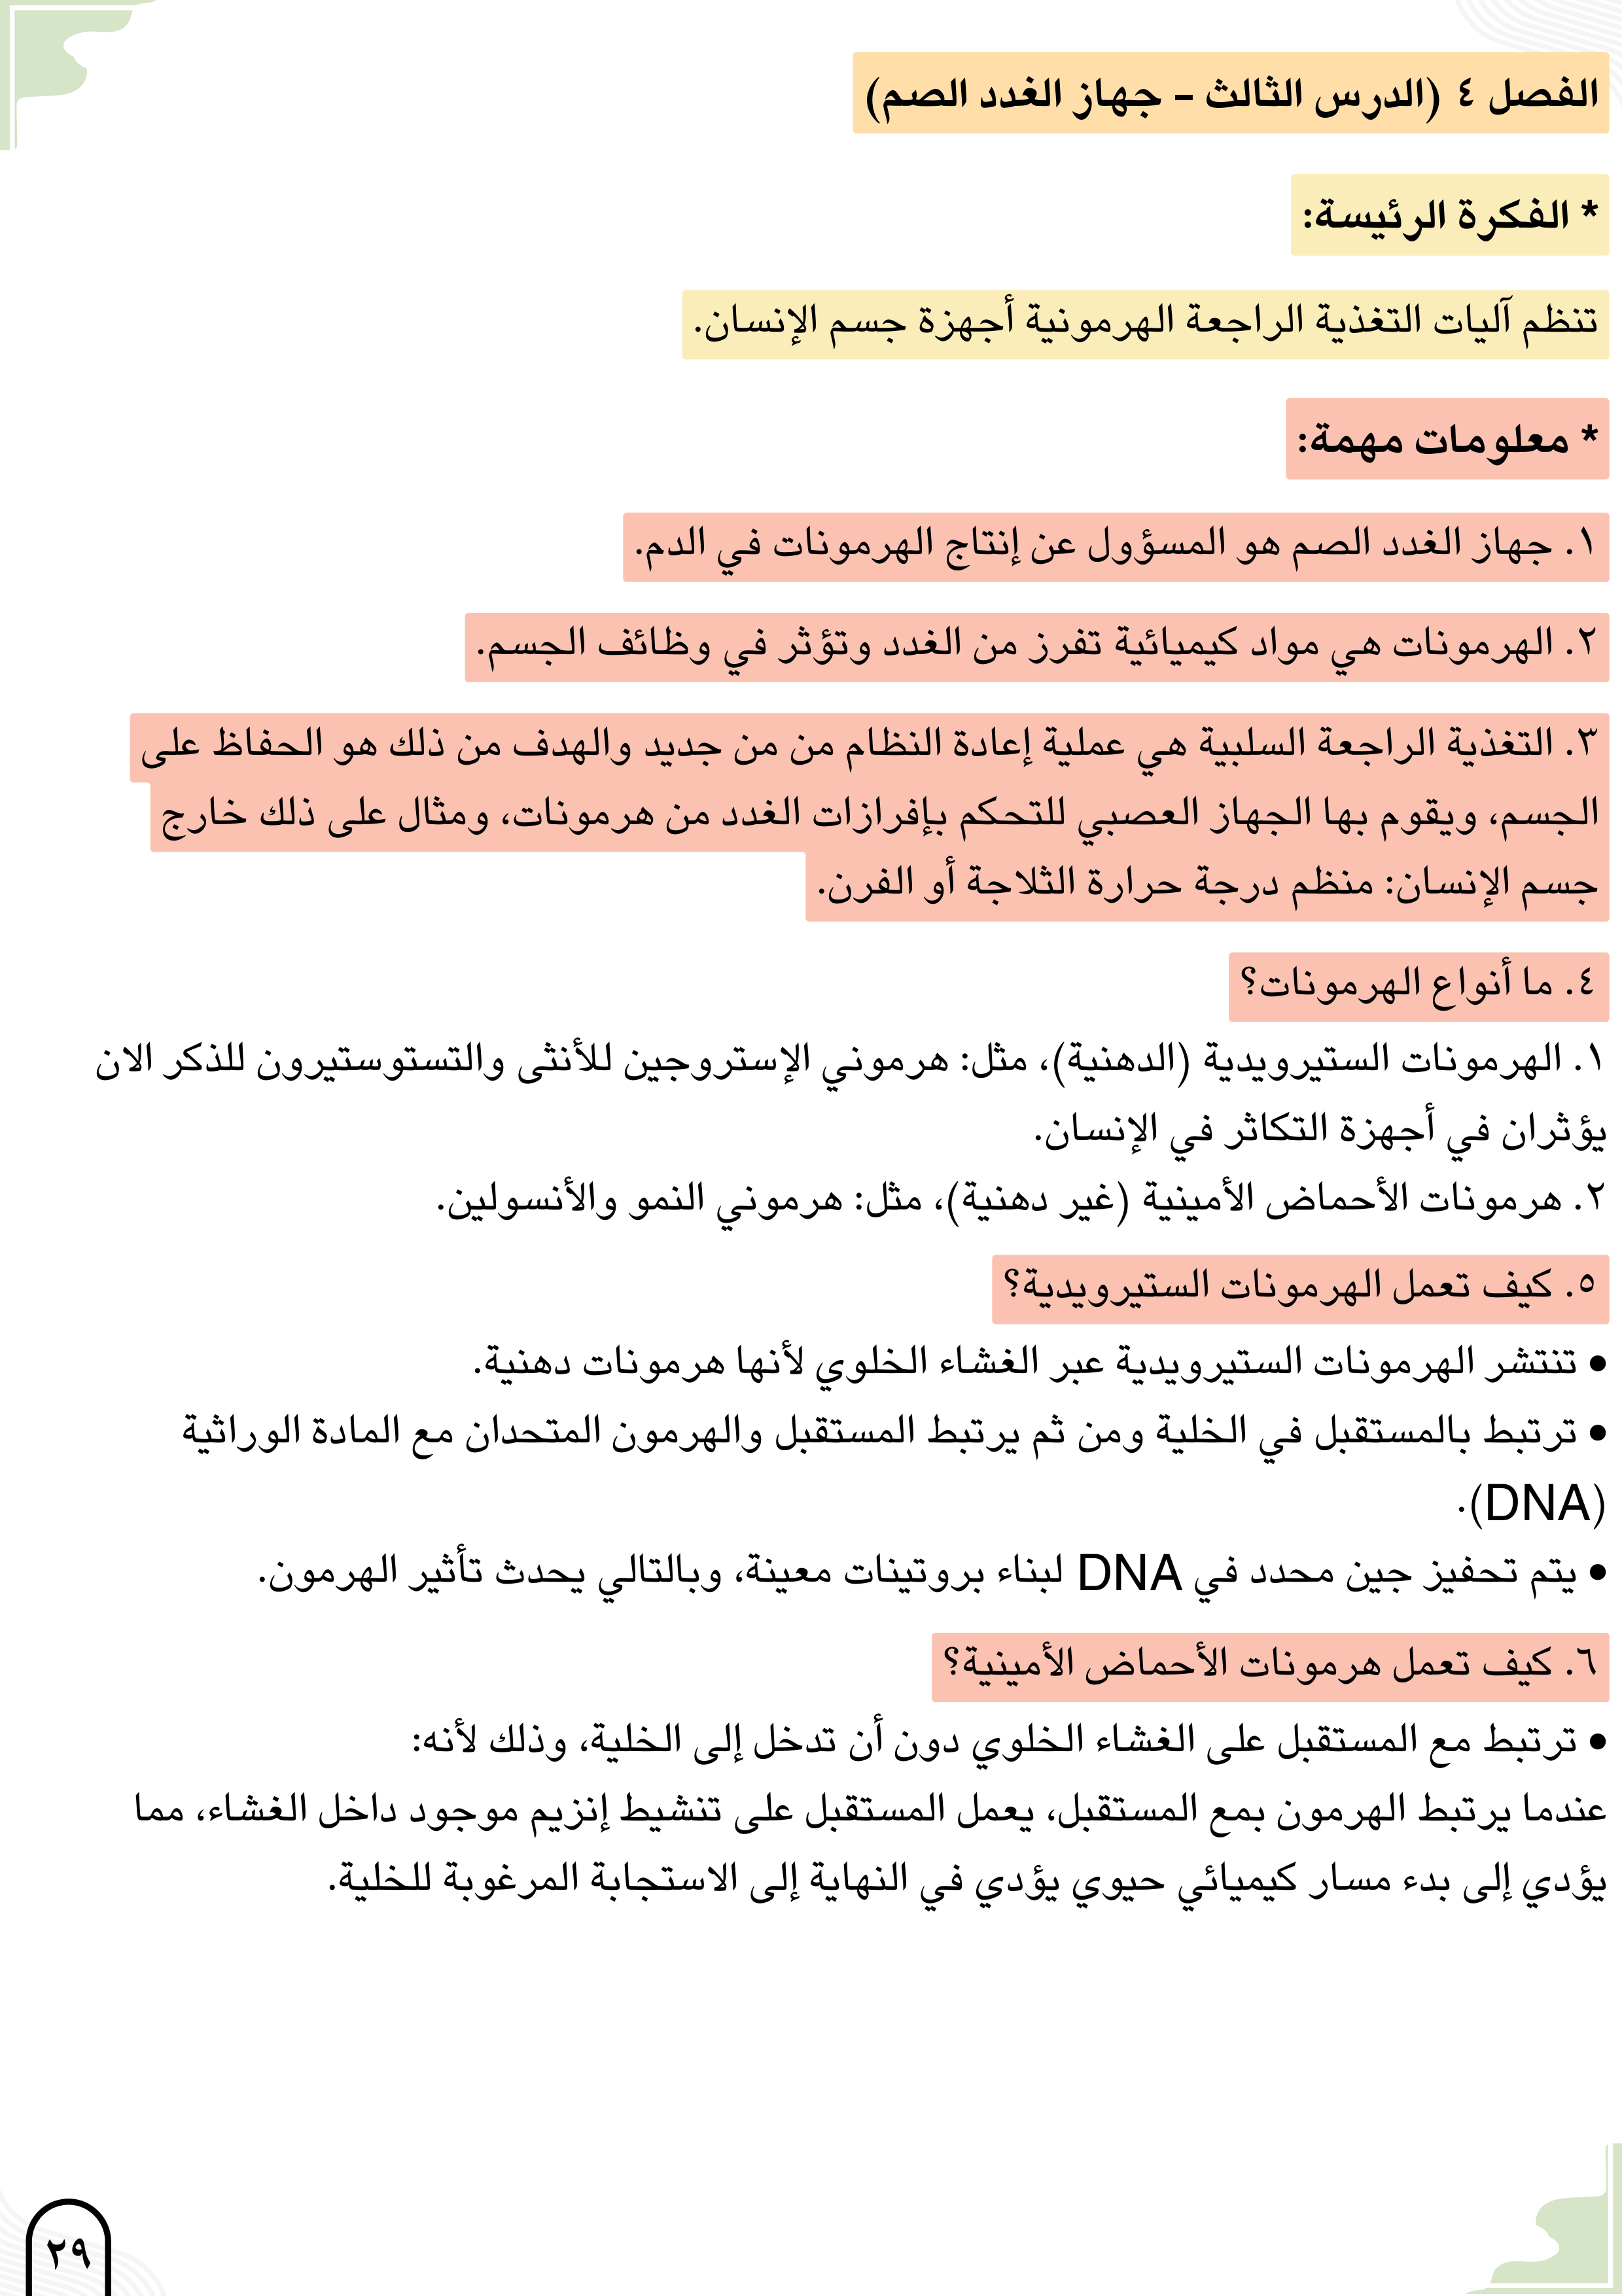 الفصل ٤ (الدرس الثالث - جهاز الغدد الصم)
* الفكرة الرئيسة:
تنظم آليات التغذية الراجعة الهرمونية أجهزة جسم الإنسان.
* معلومات مهمة:
١. جهاز الغدد الصم هو المسؤول عن إنتاج الهرمونات في الدم.
٢. الهرمونات هي مواد كيميائية تفرز من الغدد وتؤثر في وظائف الجسم.
٣. التغذية الراجعة السلبية هي عملية إعادة النظام من من جديد والهدف من ذلك هو الحفاظ على
الجسم، ويقوم بها الجهاز العصبي للتحكم بإفرازات الغدد من هرمونات، ومثال على ذلك خارج
جسم الإنسان: منظم درجة حرارة الثلاجة أو الفرن.
٤. ما أنواع الهرمونات؟
١. الهرمونات الستيرويدية (الدهنية)، مثل: هرموني الإستروجين للأنثى والتستوستيرون للذكر الان
يؤثران في أجهزة التكاثر في الإنسان.
٢. هرمونات الأحماض الأمينية (غير دهنية)، مثل: هرموني النمو والأنسولين.
٥. كيف تعمل الهرمونات الستيرويدية؟
● تنتشر الهرمونات الستيرويدية عبر الغشاء الخلوي لأنها هرمونات دهنية.
● ترتبط بالمستقبل في الخلية ومن ثم يرتبط المستقبل والهرمون المتحدان مع المادة الوراثية
(DNA).
● يتم تحفيز جين محدد في DNA لبناء بروتينات معينة، وبالتالي يحدث تأثير الهرمون.
٦. كيف تعمل هرمونات الأحماض الأمينية؟
● ترتبط مع المستقبل على الغشاء الخلوي دون أن تدخل إلى الخلية، وذلك لأنه:
عندما يرتبط الهرمون بمع المستقبل، يعمل المستقبل على تنشيط إنزيم موجود داخل الغشاء، مما
يؤدي إلى بدء مسار كيميائي حيوي يؤدي في النهاية إلى الاستجابة المرغوبة للخلية.
٢٩